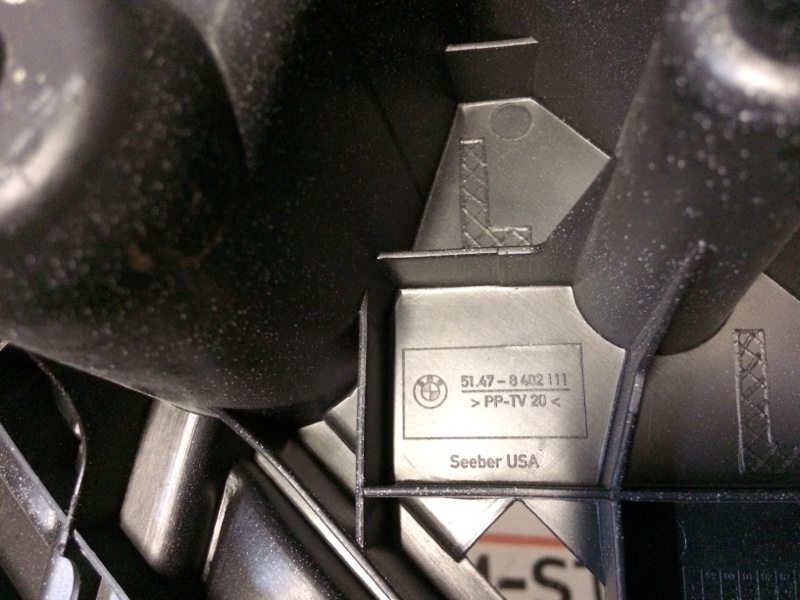 L
51.47-8 402 111
> PP-TV 20 <
Seeber USA
L